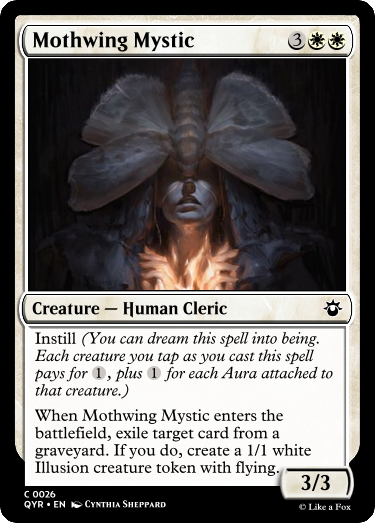 Mothwing Mystic 3
Creature — Human Cleric
Instill (You can dream this spell into being.
Each creature you tap as you cast this spell
pays for 1, plus 1 for each Aura attached to
that creature.)
When Mothwing Mystic enters the
battlefield, exile target card from a
graveyard. If you do, create a 1/1 white
Illusion creature token with flying.
3/3
C 0026
QYR • EN Cynthia Sheppard
© Like a Fox